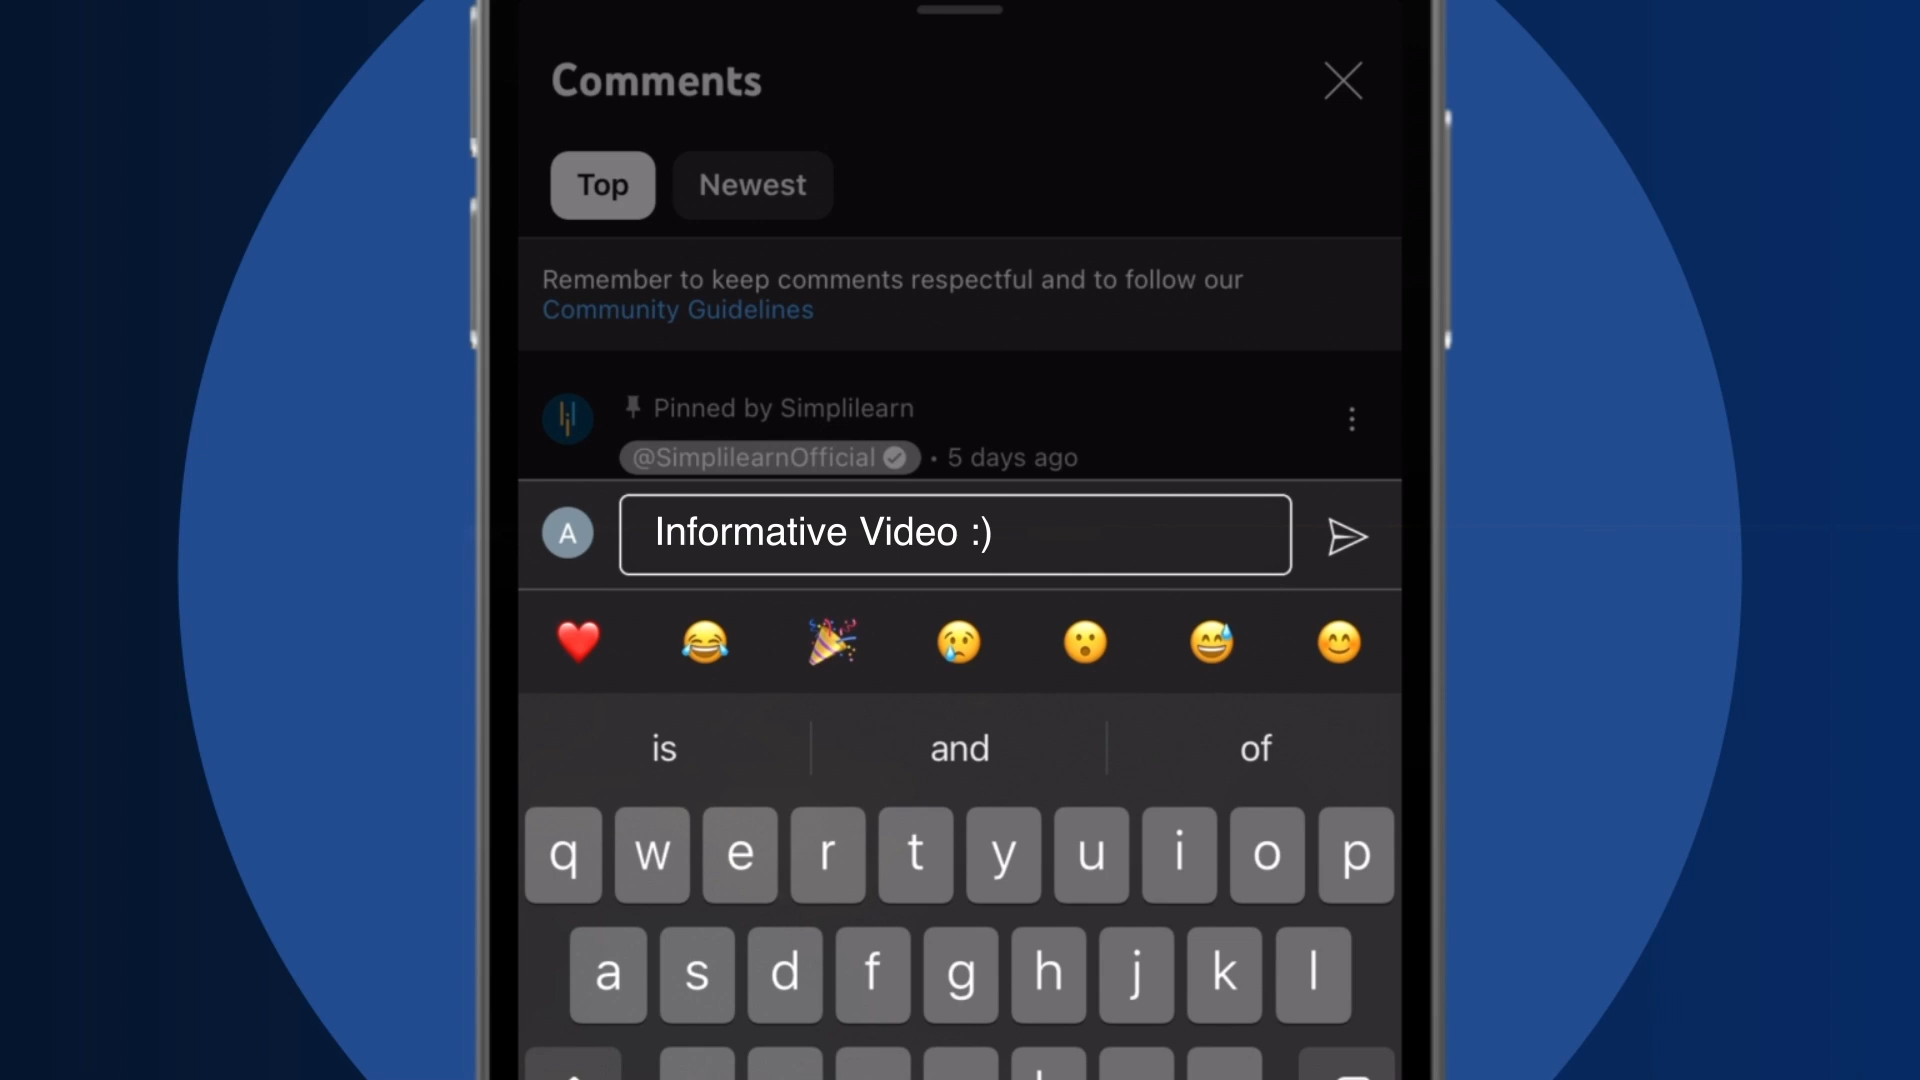 Comments
Top Newest
Remember to keep comments respectful and to follow our
Community Guidelines
Pinned by Simplilearn
@SimplilearnOfficial • 5 days ago
A Informative Video :)
is and of
q w e r t y u i o p
a s d f g h j k l